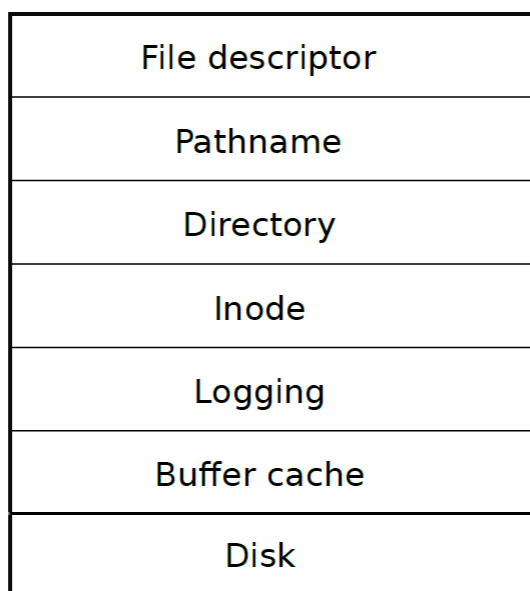 File descriptor
Pathname
Directory
Inode
Logging
Buffer cache
Disk